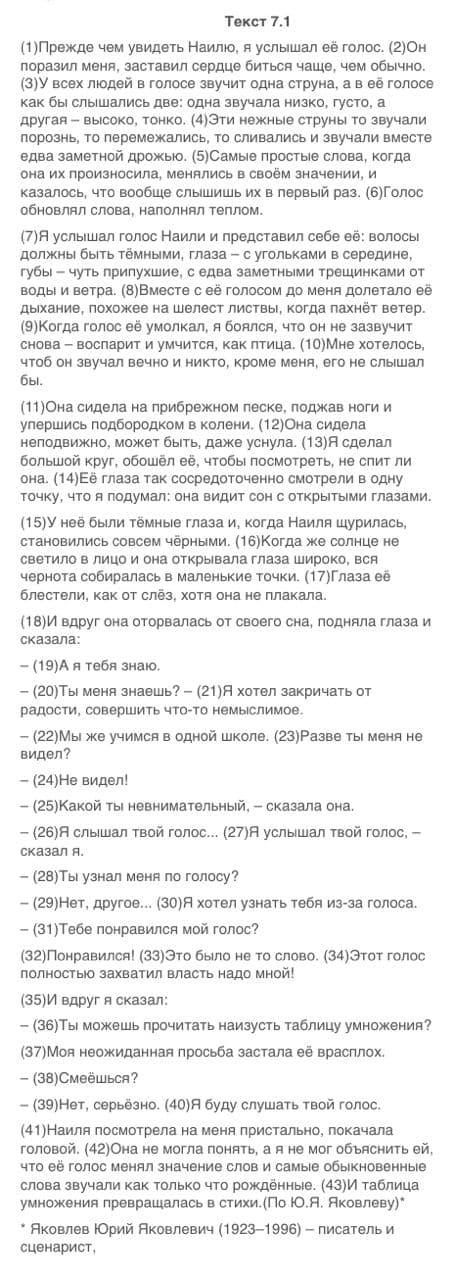 Текст 7.1
(1)Прежде чем увидеть Наилю, я услышал её голос. (2)Он
поразил меня, заставил сердце биться чаще, чем обычно.
(3)У всех людей в голосе звучит одна струна, а в её голосе
как бы слышались две: одна звучала низко, густо, а
другая – высоко, тонко. (4)Эти нежные струны то звучали
порознь, то перемежались, то сливались и звучали вместе
едва заметной дрожью. (5)Самые простые слова, когда
она их произносила, менялись в своём значении, и
казалось, что вообще слышишь их в первый раз. (6)Голос
обновлял слова, наполнял теплом.
(7)Я услышал голос Наили и представил себе её: волосы
должны быть тёмными, глаза – с угольками в середине,
губы – чуть припухшие, с едва заметными трещинками от
воды и ветра. (8)Вместе с её голосом до меня долетало её
дыхание, похожее на шелест листвы, когда пахнёт ветер.
(9)Когда голос её умолкал, я боялся, что он не зазвучит
снова – воспарит и умчится, как птица. (10)Мне хотелось,
чтоб он звучал вечно и никто, кроме меня, его не слышал
бы.
(11)Она сидела на прибрежном песке, поджав ноги и
упершись подбородком в колени. (12)Она сидела
неподвижно, может быть, даже уснула. (13)Я сделал
большой круг, обошёл её, чтобы посмотреть, не спит ли
она. (14)Её глаза так сосредоточенно смотрели в одну
точку, что я подумал: она видит сон с открытыми глазами.
(15)У неё были тёмные глаза и, когда Наиля щурилась,
становились совсем чёрными. (16)Когда же солнце не
светило в лицо и она открывала глаза широко, вся
чернота собиралась в маленькие точки. (17)Глаза её
блестели, как от слёз, хотя она не плакала.
(18)И вдруг она оторвалась от своего сна, подняла глаза и
сказала:
– (19)А я тебя знаю.
– (20)Ты меня знаешь? – (21)Я хотел закричать от
радости, совершить что-то немыслимое.
– (22)Мы же учимся в одной школе. (23)Разве ты меня не
видел?
– (24)Не видел!
– (25)Какой ты невнимательный, – сказала она.
– (26)Я слышал твой голос... (27)Я услышал твой голос, –
сказал я.
– (28)Ты узнал меня по голосу?
– (29)Нет, другое... (30)Я хотел узнать тебя из-за голоса.
– (31)Тебе понравился мой голос?
(32)Понравился! (33)Это было не то слово. (34)Этот голос
полностью захватил власть надо мной!
(35)И вдруг я сказал:
– (36)Ты можешь прочитать наизусть таблицу умножения?
(37)Моя неожиданная просьба застала её врасплох.
– (38)Смеёшься?
– (39)Нет, серьёзно. (40)Я буду слушать твой голос.
(41)Наиля посмотрела на меня пристально, покачала
головой. (42)Она не могла понять, а я не мог объяснить ей,
что её голос менял значение слов и самые обыкновенные
слова звучали как только что рождённые. (43)И таблица
умножения превращалась в стихи.(По Ю.Я. Яковлеву)*
* Яковлев Юрий Яковлевич (1923–1996) – писатель и
сценарист,